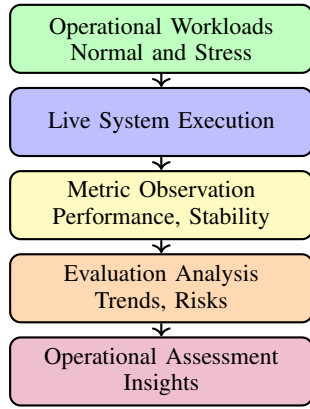 Operational Workloads
Normal and Stress
Live System Execution
Metric Observation
Performance, Stability
Evaluation Analysis
Trends, Risks
Operational Assessment
Insights